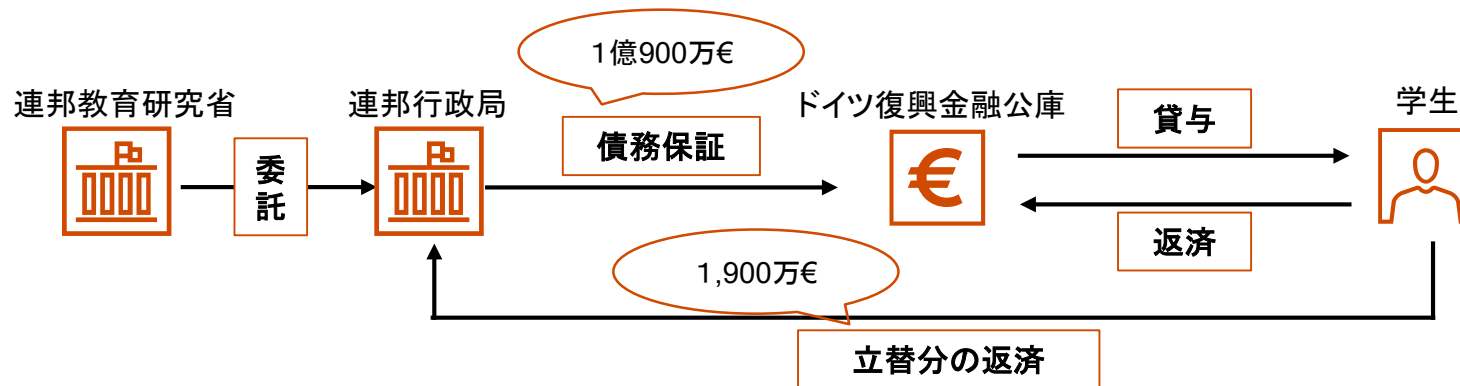 1億900万€
連邦教育研究省
連邦行政局
ドイツ復興金融公庫
学生
委
託
債務保証
€
貸与
返済
1,900万€
立替分の返済